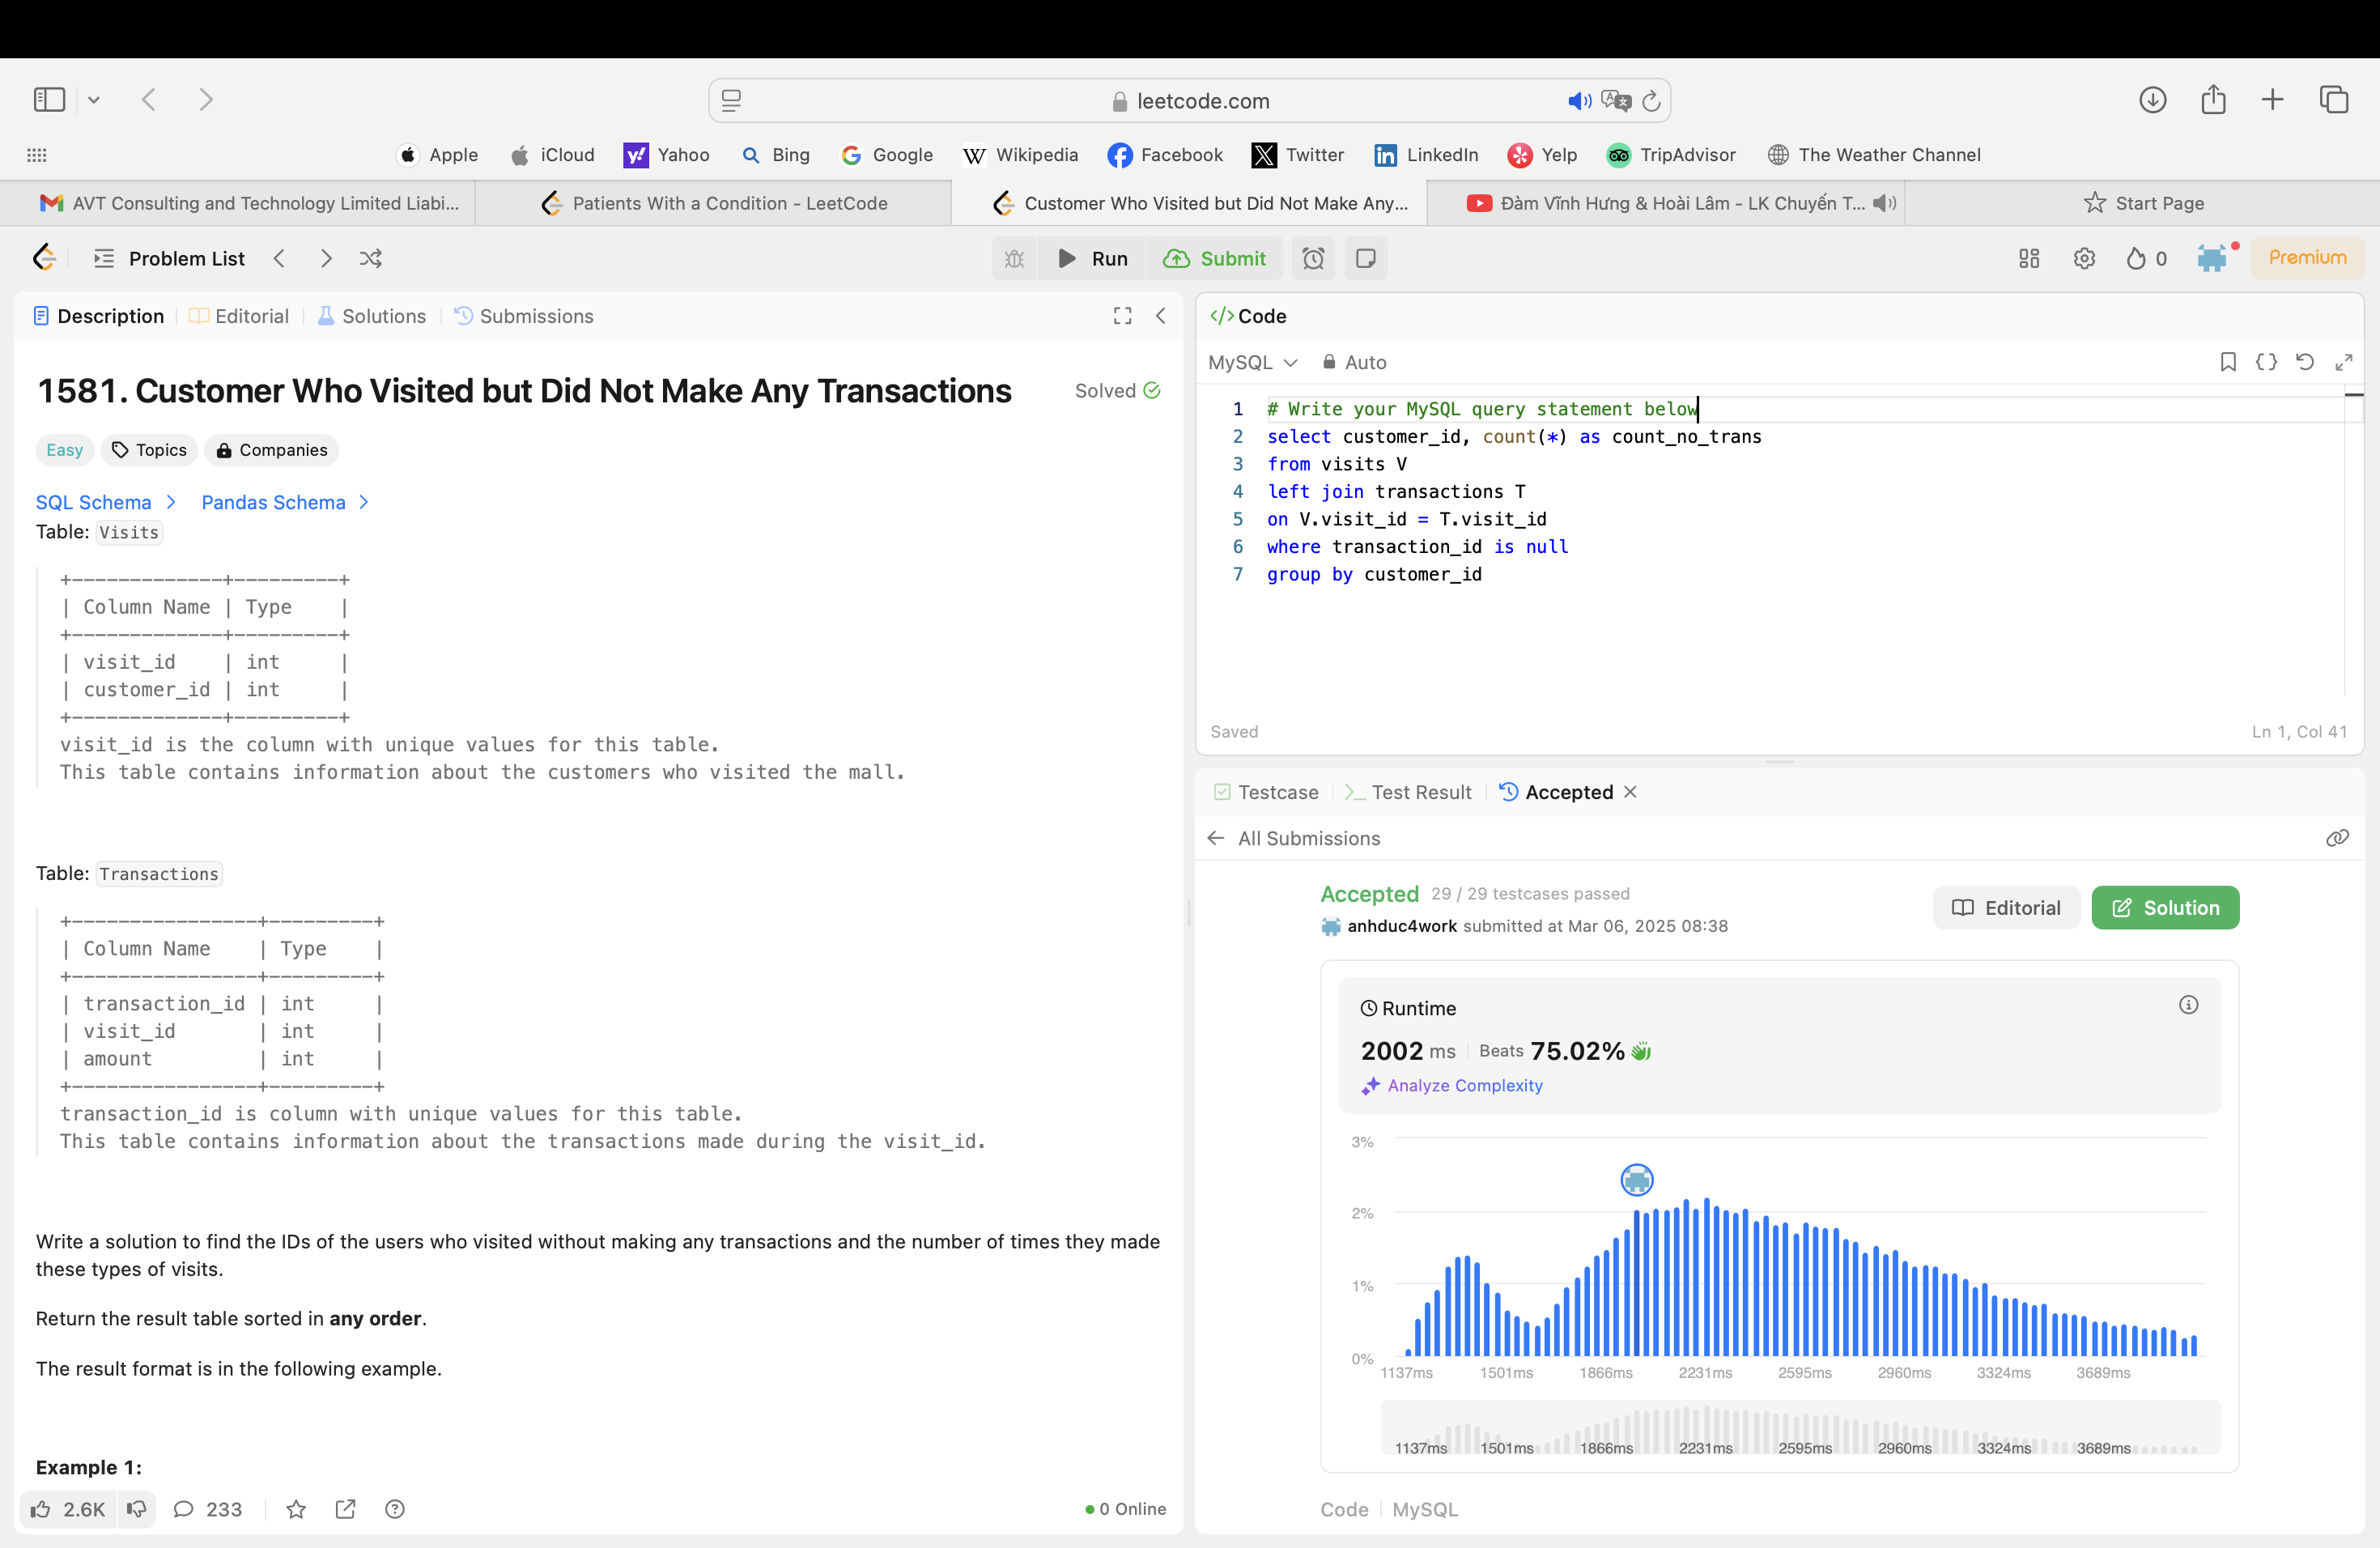 leetcode.com
Apple iCloud Yahoo Bing Google Wikipedia Facebook Twitter LinkedIn Yelp TripAdvisor The Weather Channel
AVT Consulting and Technology Limited Liabi... Patients With a Condition - LeetCode Customer Who Visited but Did Not Make Any... Đàm Vĩnh Hưng & Hoài Lâm - LK Chuyến T... Start Page
Problem List Run Submit 0 Premium
Description Editorial Solutions Submissions
1581. Customer Who Visited but Did Not Make Any Transactions Solved
Easy Topics Companies
SQL Schema > Pandas Schema >
Table: Visits
+-------------+---------+
| Column Name | Type    |
+-------------+---------+
| visit_id    | int     |
| customer_id | int     |
+-------------+---------+
visit_id is the column with unique values for this table.
This table contains information about the customers who visited the mall.
Table: Transactions
+----------------+---------+
| Column Name    | Type    |
+----------------+---------+
| transaction_id | int     |
| visit_id       | int     |
| amount         | int     |
+----------------+---------+
transaction_id is column with unique values for this table.
This table contains information about the transactions made during the visit_id.
Write a solution to find the IDs of the users who visited without making any transactions and the number of times they made
these types of visits.
Return the result table sorted in any order.
The result format is in the following example.
Example 1:
2.6K 233 0 Online
</> Code
MySQL Auto
1 # Write your MySQL query statement below
2 select customer_id, count(*) as count_no_trans
3 from visits V
4 left join transactions T
5 on V.visit_id = T.visit_id
6 where transaction_id is null
7 group by customer_id
Saved Ln 1, Col 41
Testcase >_ Test Result Accepted
All Submissions
Accepted 29 / 29 testcases passed
anhduc4work submitted at Mar 06, 2025 08:38
Editorial Solution
Runtime
2002 ms Beats 75.02%
Analyze Complexity
3%
2%
1%
0%
1137ms 1501ms 1866ms 2231ms 2595ms 2960ms 3324ms 3689ms
1137ms 1501ms 1866ms 2231ms 2595ms 2960ms 3324ms 3689ms
Code MySQL